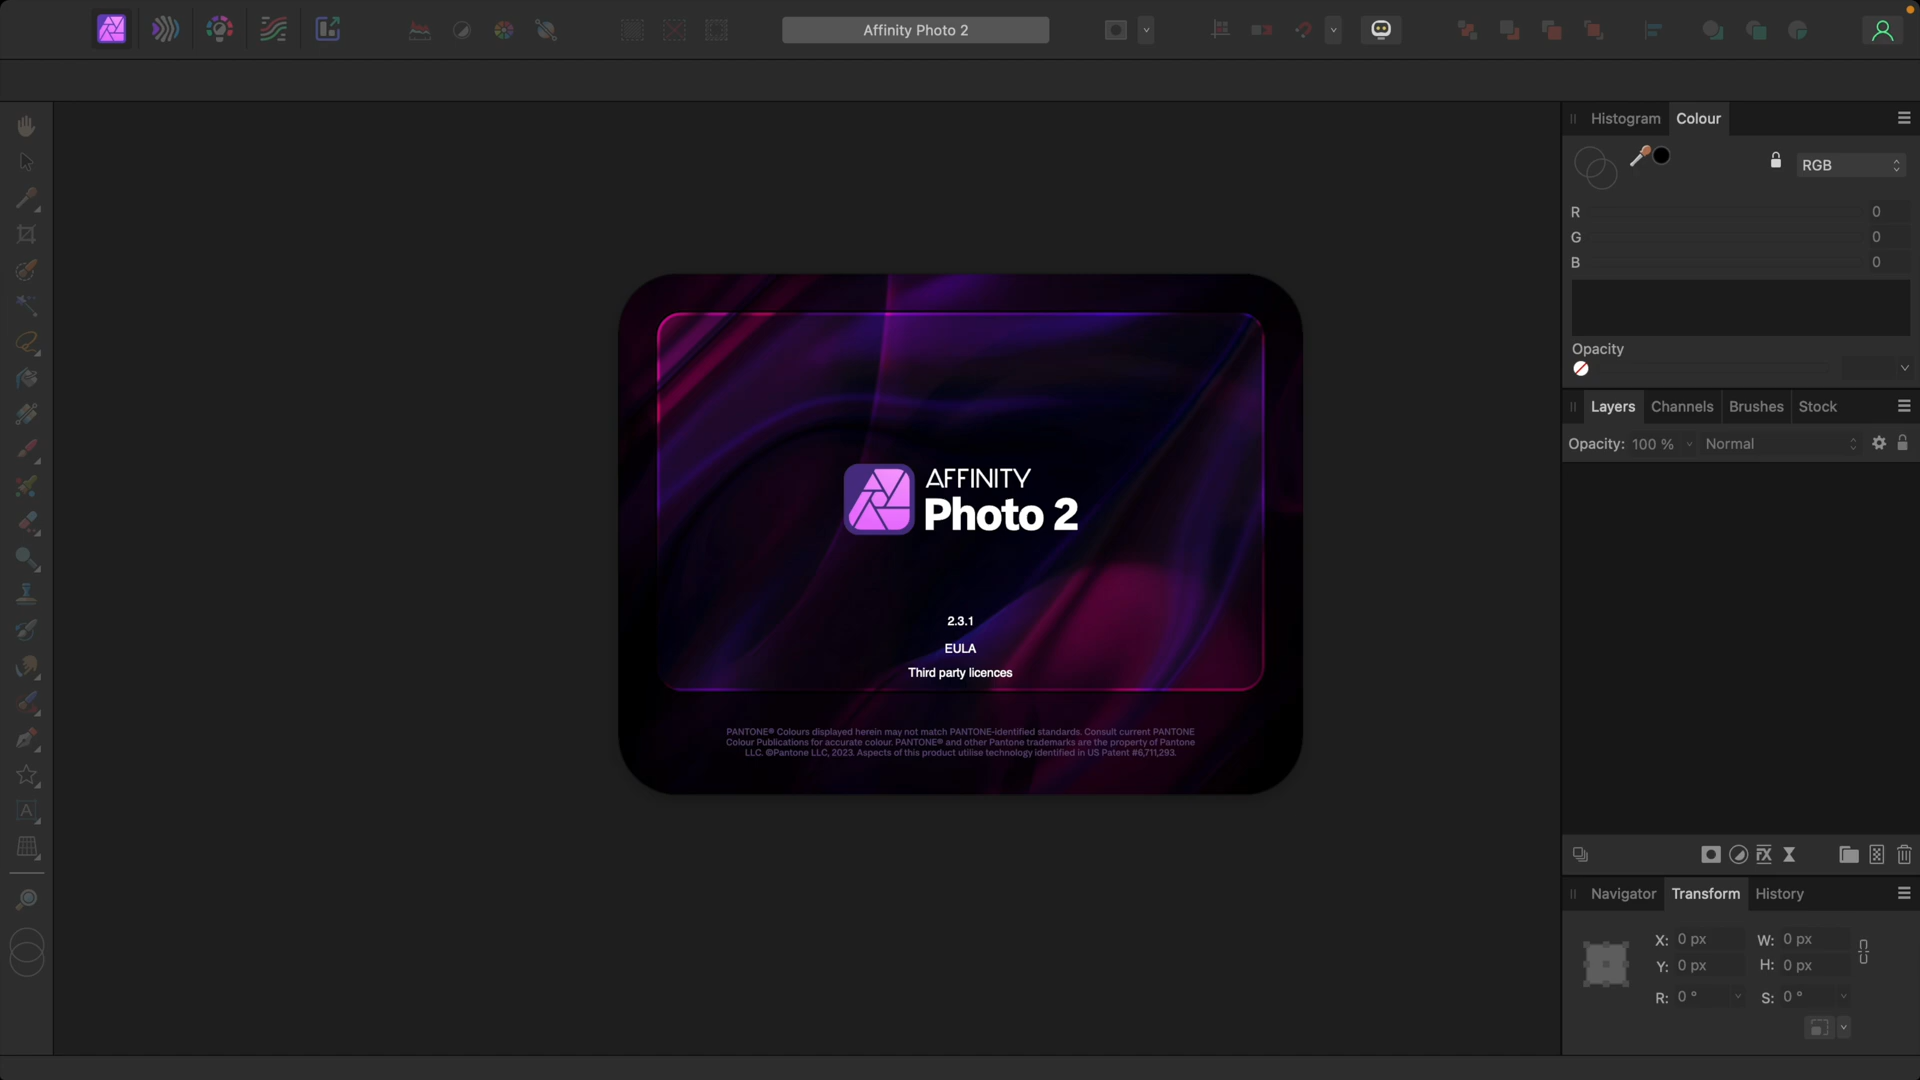 Affinity Photo 2
Histogram Colour
RGB
R 0
G 0
B 0
Opacity
Layers Channels Brushes Stock
Opacity: 100 % Normal
AFFINITY
Photo 2
2.3.1
EULA
Third party licences
PANTONE® Colours displayed herein may not match PANTONE-identified standards. Consult current PANTONE
Colour Publications for accurate colour. PANTONE® and other Pantone trademarks are the property of Pantone
LLC. ©Pantone LLC, 2023. Aspects of this product utilise technology identified in US Patent #6,711,293.
FX
Navigator Transform History
X: 0 px W: 0 px
Y: 0 px H: 0 px
R: 0 ° S: 0 °
A